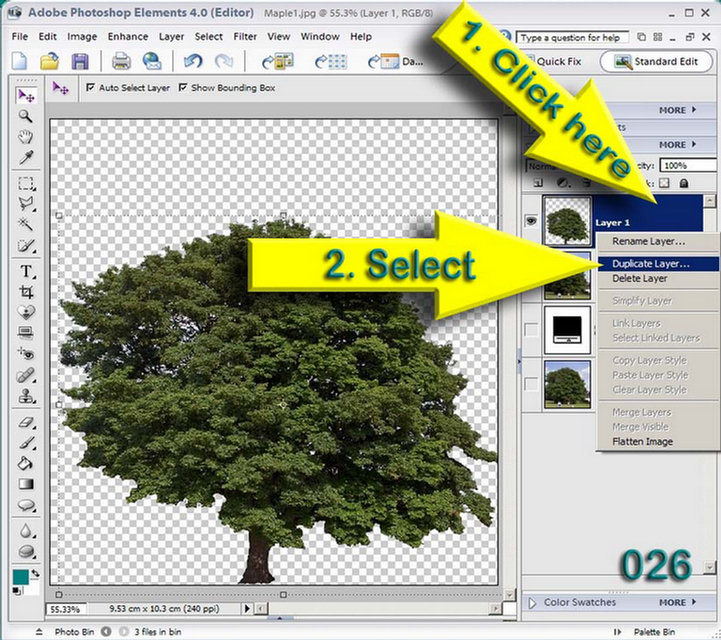 Adobe Photoshop Elements 4.0 (Editor) Maple1.jpg @ 55.3% (Layer 1, RGB/8)
File Edit Image Enhance Layer Select Filter View Window Help Type a question for help
Da... Quick Fix Standard Edit
Auto Select Layer Show Bounding Box
1. Click here
MORE
MORE
100%
Layer 1
Rename Layer...
2. Select
Duplicate Layer...
Delete Layer
Simplify Layer
Link Layers
Select Linked Layers
Copy Layer Style
Paste Layer Style
Clear Layer Style
Merge Layers
Merge Visible
Flatten Image
026
Color Swatches MORE
55.33% 9.53 cm x 10.3 cm (240 ppi)
Photo Bin 3 files in bin Palette Bin